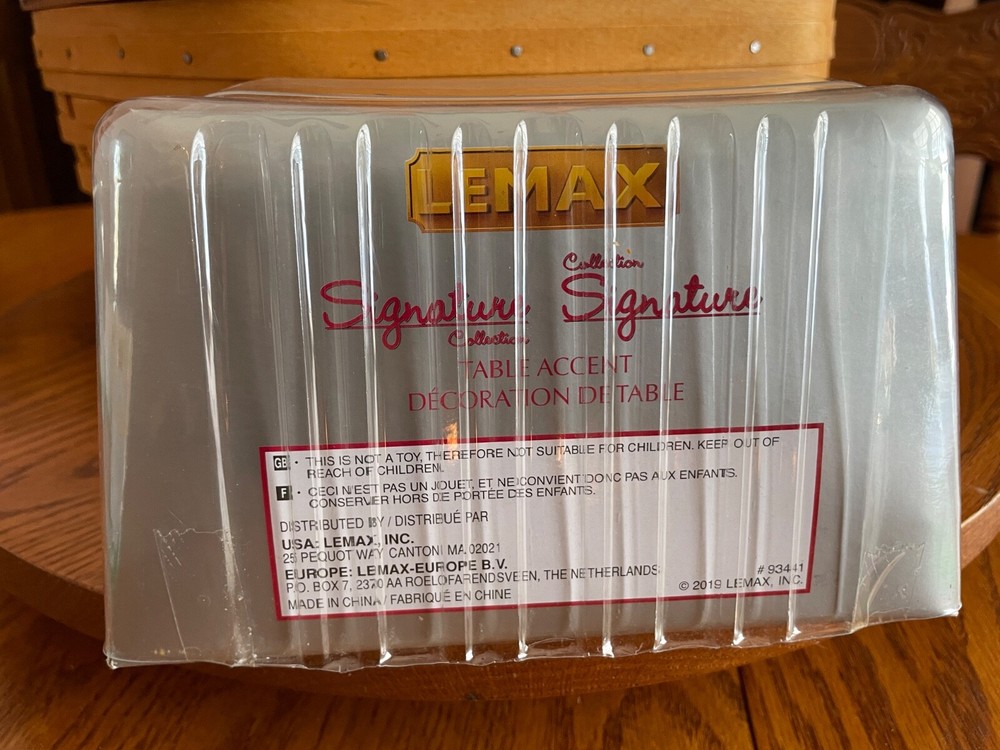 LEMAX
Signature Collection
Collection Signature
TABLE ACCENT
DÉCORATION DE TABLE
GB • THIS IS NOT A TOY, THEREFORE NOT SUITABLE FOR CHILDREN. KEEP OUT OF
REACH OF CHILDREN.
F • CECI N'EST PAS UN JOUET, ET NE CONVIENT DONC PAS AUX ENFANTS.
CONSERVER HORS DE PORTÉE DES ENFANTS.
DISTRIBUTED BY / DISTRIBUÉ PAR
USA: LEMAX, INC.
25 PEQUOT WAY CANTON MA. 02021
EUROPE: LEMAX-EUROPE B.V.
P.O. BOX 7, 2370 AA ROELOFARENDSVEEN, THE NETHERLANDS
MADE IN CHINA / FABRIQUÉ EN CHINE
# 93441
© 2019 LEMAX, INC.